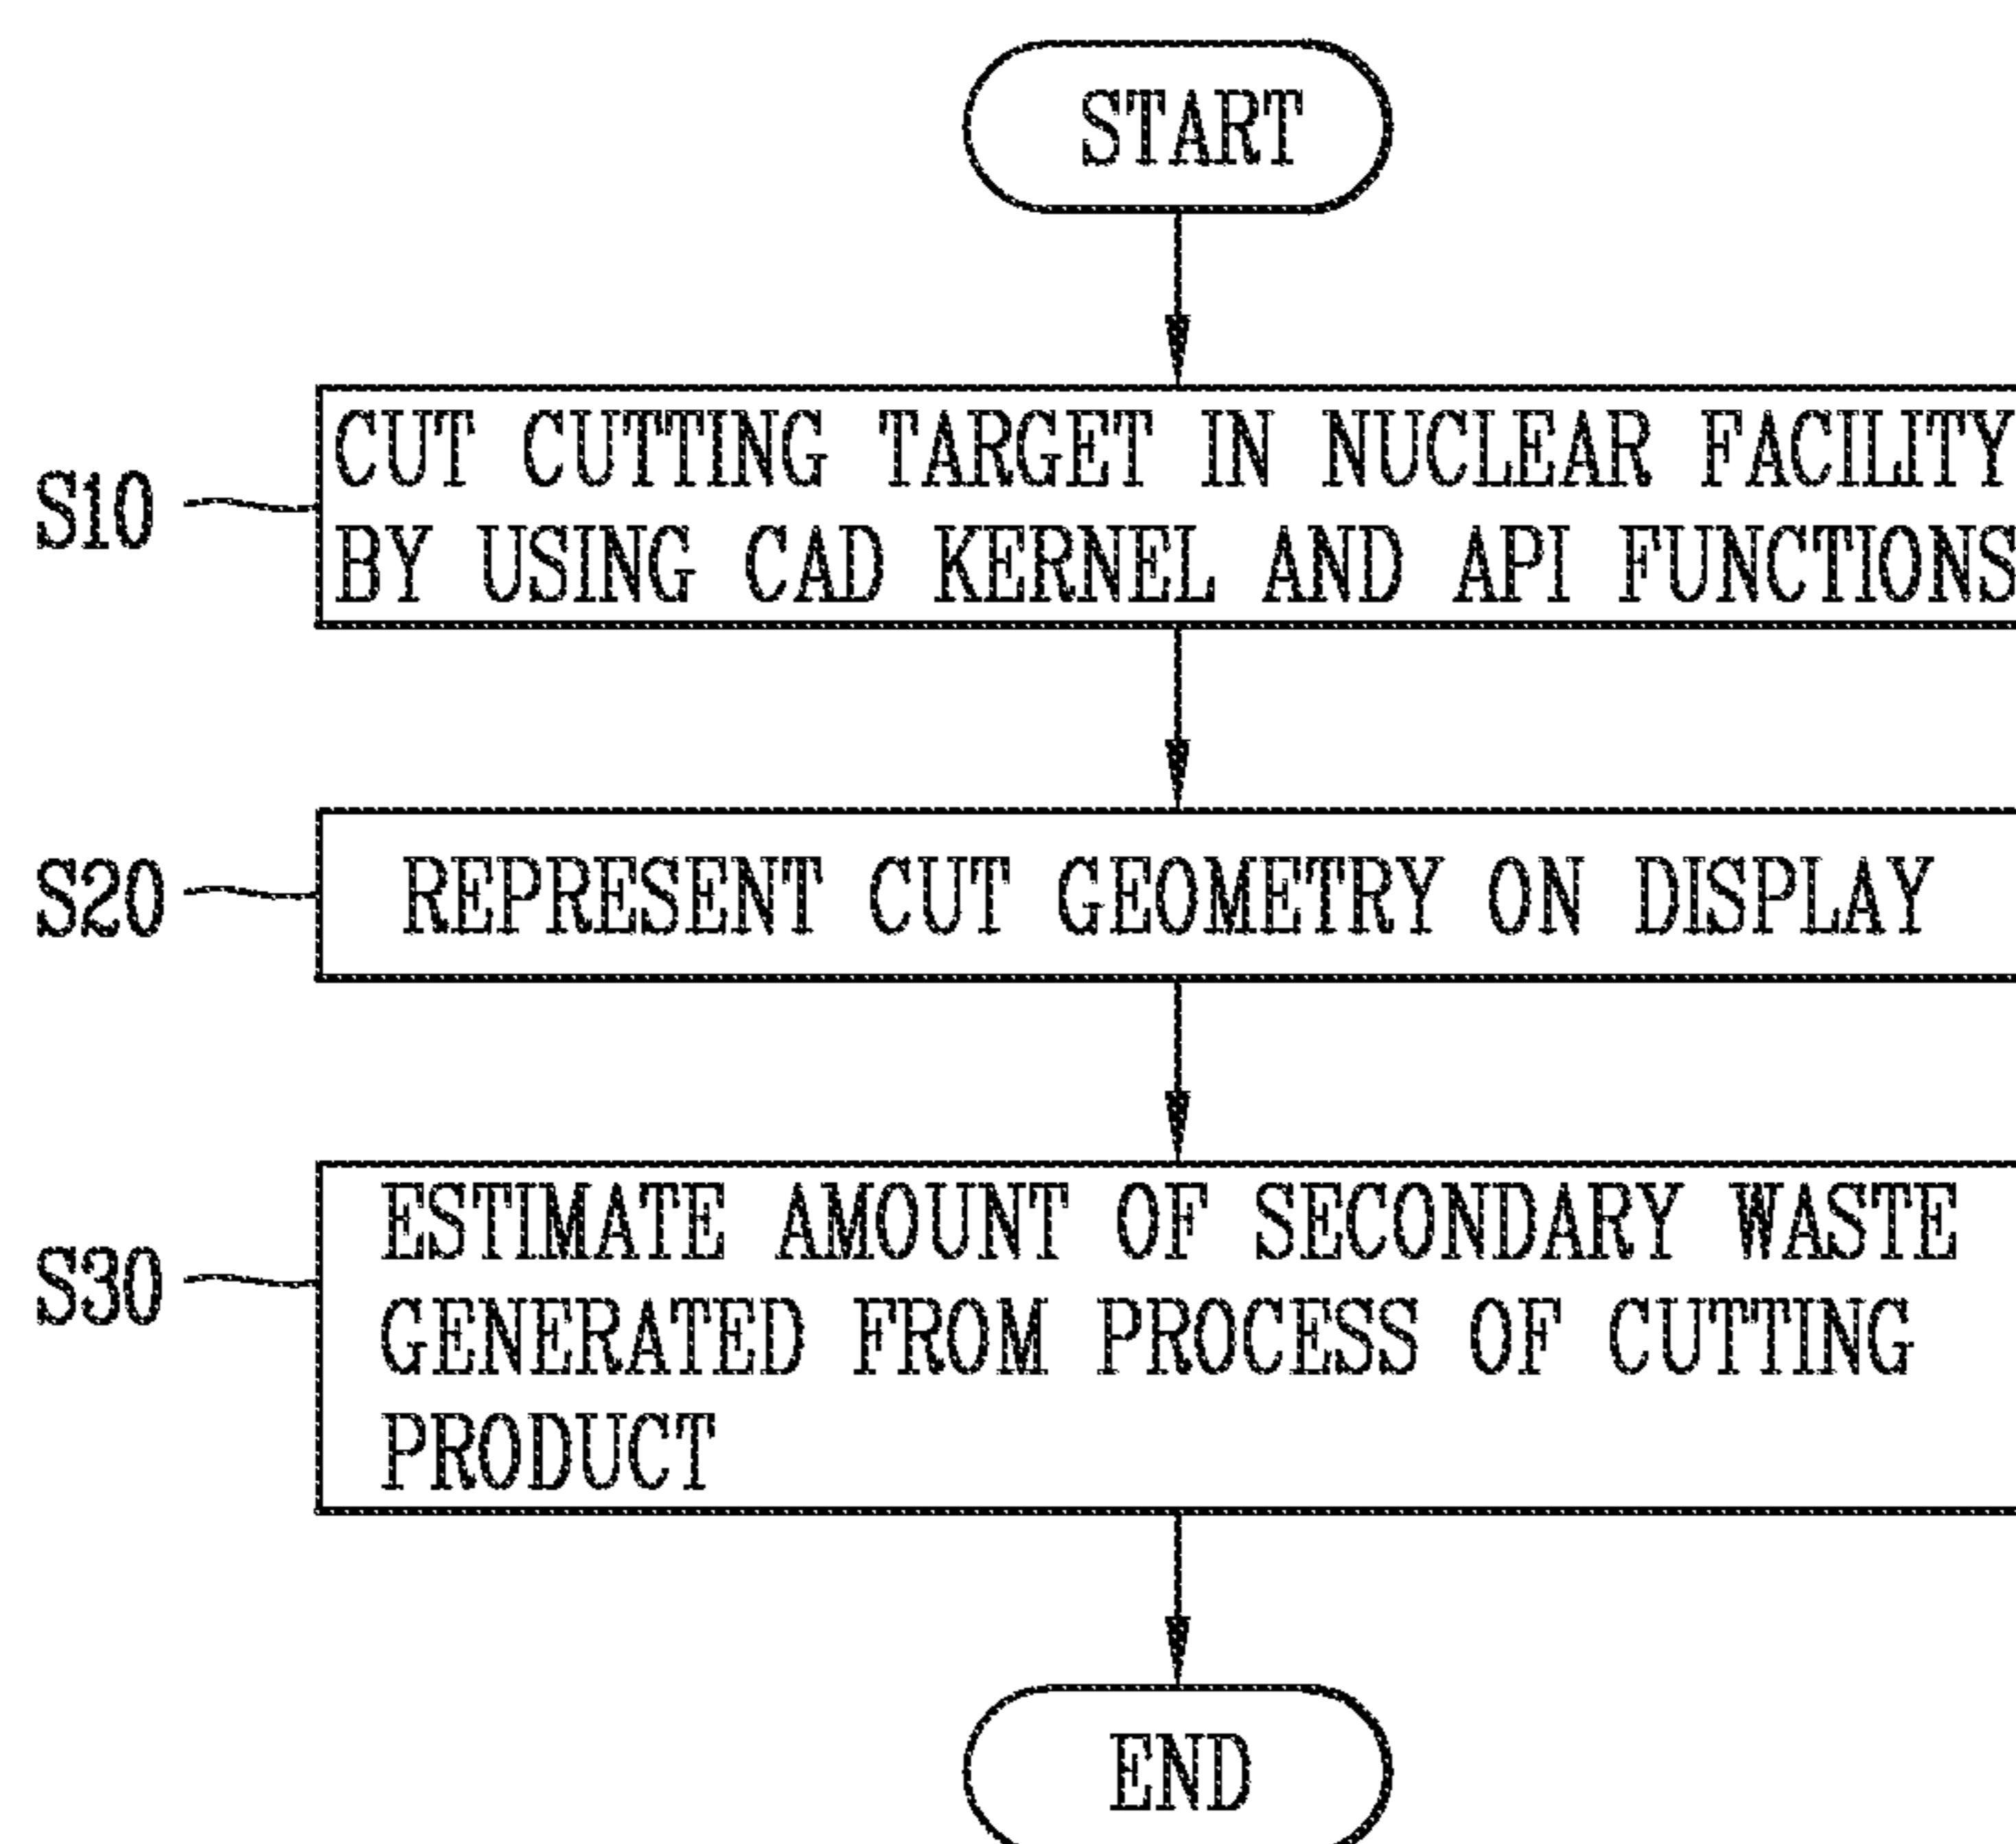 START
S10
CUT CUTTING TARGET IN NUCLEAR FACILITY
BY USING CAD KERNEL AND API FUNCTIONS
S20
REPRESENT CUT GEOMETRY ON DISPLAY
S30
ESTIMATE AMOUNT OF SECONDARY WASTE
GENERATED FROM PROCESS OF CUTTING
PRODUCT
END